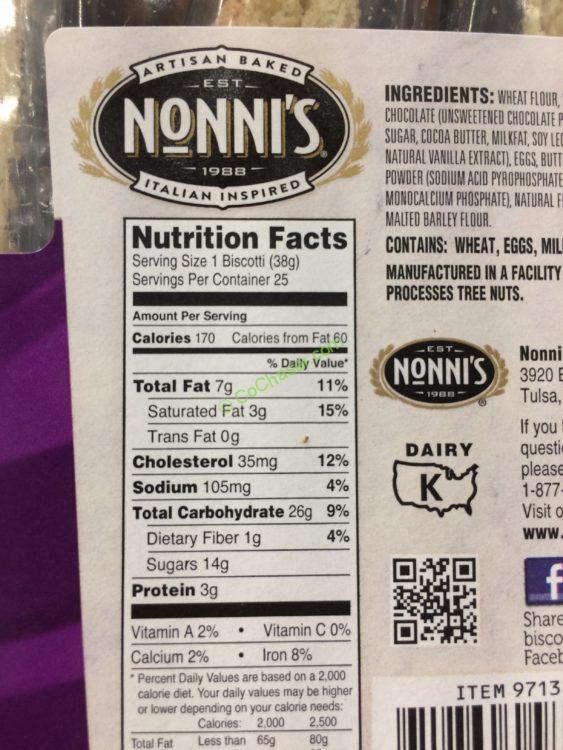 ARTISAN BAKED
EST
NONNI'S
1988
ITALIAN INSPIRED
Nutrition Facts
Serving Size 1 Biscotti (38g)
Servings Per Container 25
Amount Per Serving
Calories 170 Calories from Fat 60
% Daily Value*
Total Fat 7g 11%
Saturated Fat 3g 15%
Trans Fat 0g
Cholesterol 35mg 12%
Sodium 105mg 4%
Total Carbohydrate 26g 9%
Dietary Fiber 1g 4%
Sugars 14g
Protein 3g
Vitamin A 2% • Vitamin C 0%
Calcium 2% • Iron 8%
* Percent Daily Values are based on a 2,000
calorie diet. Your daily values may be higher
or lower depending on your calorie needs:
Calories: 2,000 2,500
Total Fat Less than 65g 80g
INGREDIENTS: WHEAT FLOUR,
CHOCOLATE (UNSWEETENED CHOCOLATE
SUGAR, COCOA BUTTER, MILKFAT, SOY
NATURAL VANILLA EXTRACT), EGGS,
POWDER (SODIUM ACID PYROPHOSPHATE
MONOCALCIUM PHOSPHATE), NATURAL
MALTED BARLEY FLOUR.
CONTAINS: WHEAT, EGGS,
MANUFACTURED IN A FACILITY
PROCESSES TREE NUTS.
EST
NONNI'S
1988
Nonni
3920
Tulsa,
DAIRY
K
If you
please
1-877-
Visit
www.
f
Share
ITEM 9713